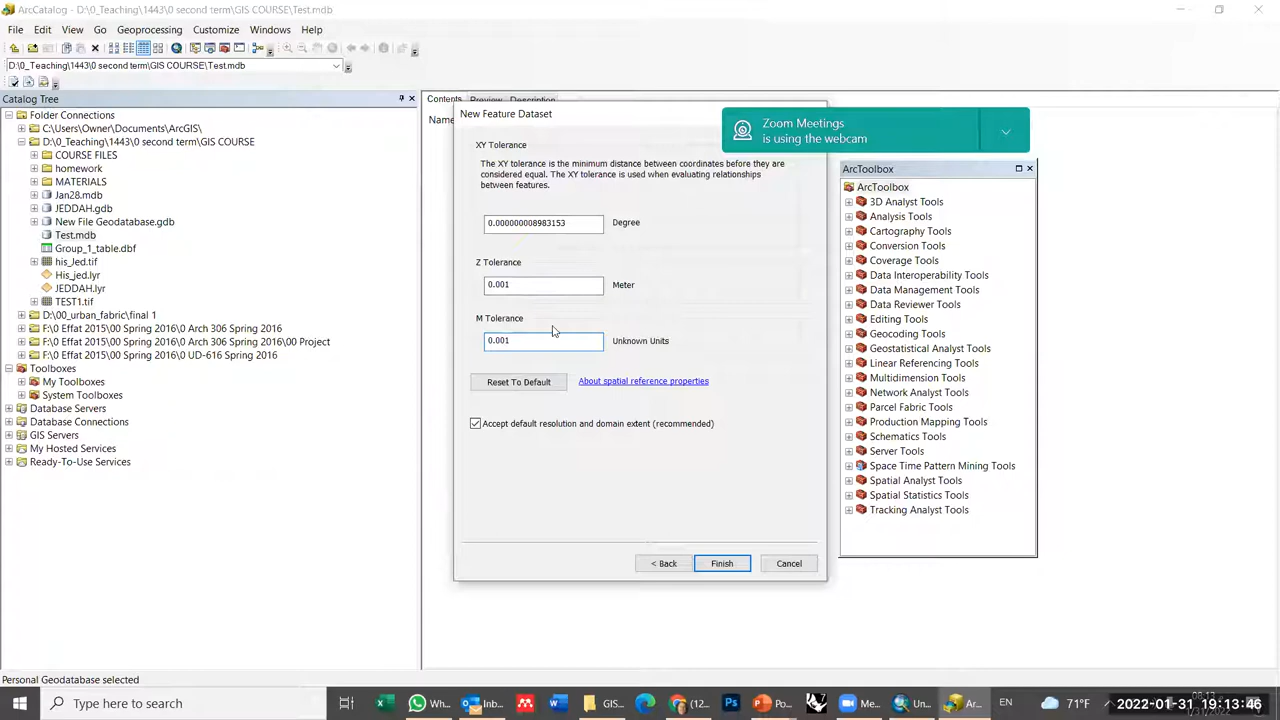 ArcCatalog - D:\0_Teaching\1443\0 second term\GIS COURSE\Test.mdb
File Edit View Go Geoprocessing Customize Windows Help
D:\0_Teaching\1443\0 second term\GIS COURSE\Test.mdb
Catalog Tree
Folder Connections
C:\Users\Owner\Documents\ArcGIS\
D:\0_Teaching\1443\0 second term\GIS COURSE
COURSE FILES
homework
MATERIALS
Jan28.mdb
JEDDAH.gdb
New File Geodatabase.gdb
Test.mdb
Group_1_table.dbf
his_Jed.tif
His_jed.lyr
JEDDAH.lyr
TEST1.tif
D:\00_urban_fabric\final 1
F:\0 Effat 2015\00 Spring 2016\0 Arch 306 Spring 2016
F:\0 Effat 2015\00 Spring 2016\0 Arch 306 Spring 2016\00 Project
F:\0 Effat 2015\00 Spring 2016\0 UD-616 Spring 2016
Toolboxes
My Toolboxes
System Toolboxes
Database Servers
Database Connections
GIS Servers
My Hosted Services
Ready-To-Use Services
Contents Preview Description
New Feature Dataset
XY Tolerance
The XY tolerance is the minimum distance between coordinates before they are
considered equal. The XY tolerance is used when evaluating relationships
between features.
0.000000008983153 Degree
Z Tolerance
0.001 Meter
M Tolerance
0.001 Unknown Units
Reset To Default About spatial reference properties
Accept default resolution and domain extent (recommended)
< Back Finish Cancel
Zoom Meetings
is using the webcam
ArcToolbox
ArcToolbox
3D Analyst Tools
Analysis Tools
Cartography Tools
Conversion Tools
Coverage Tools
Data Interoperability Tools
Data Management Tools
Data Reviewer Tools
Editing Tools
Geocoding Tools
Geostatistical Analyst Tools
Linear Referencing Tools
Multidimension Tools
Network Analyst Tools
Parcel Fabric Tools
Production Mapping Tools
Schematics Tools
Server Tools
Space Time Pattern Mining Tools
Spatial Analyst Tools
Spatial Statistics Tools
Tracking Analyst Tools
Personal Geodatabase selected
Type here to search
Wh... Inb... GIS... (12... Po... Me... Un... Ar... EN 71°F
2022-01-31 19:13:46